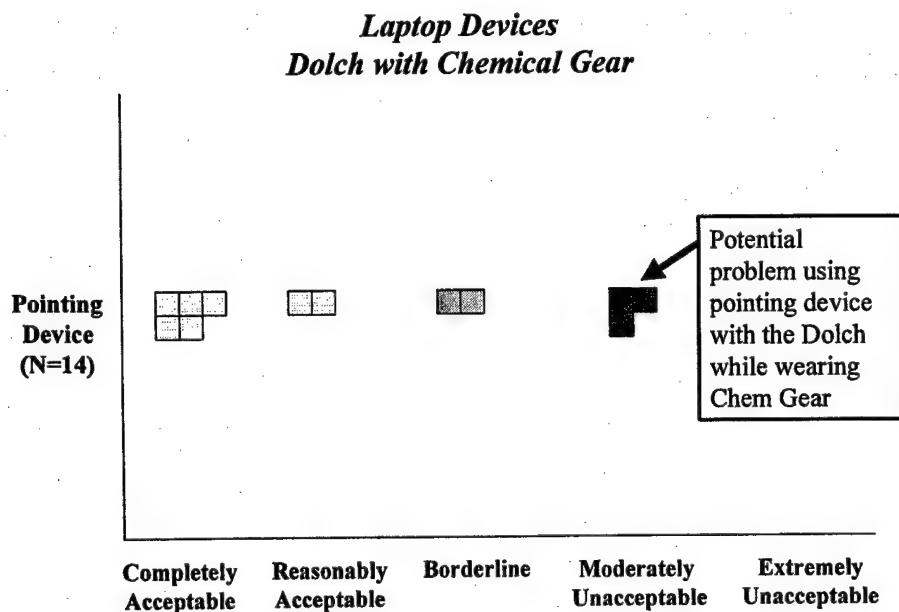 Laptop Devices
Dolch with Chemical Gear
Potential
problem using
pointing device
with the Dolch
while wearing
Chem Gear
Pointing
Device
(N=14)
Completely
Acceptable
Reasonably
Acceptable
Borderline
Moderately
Unacceptable
Extremely
Unacceptable